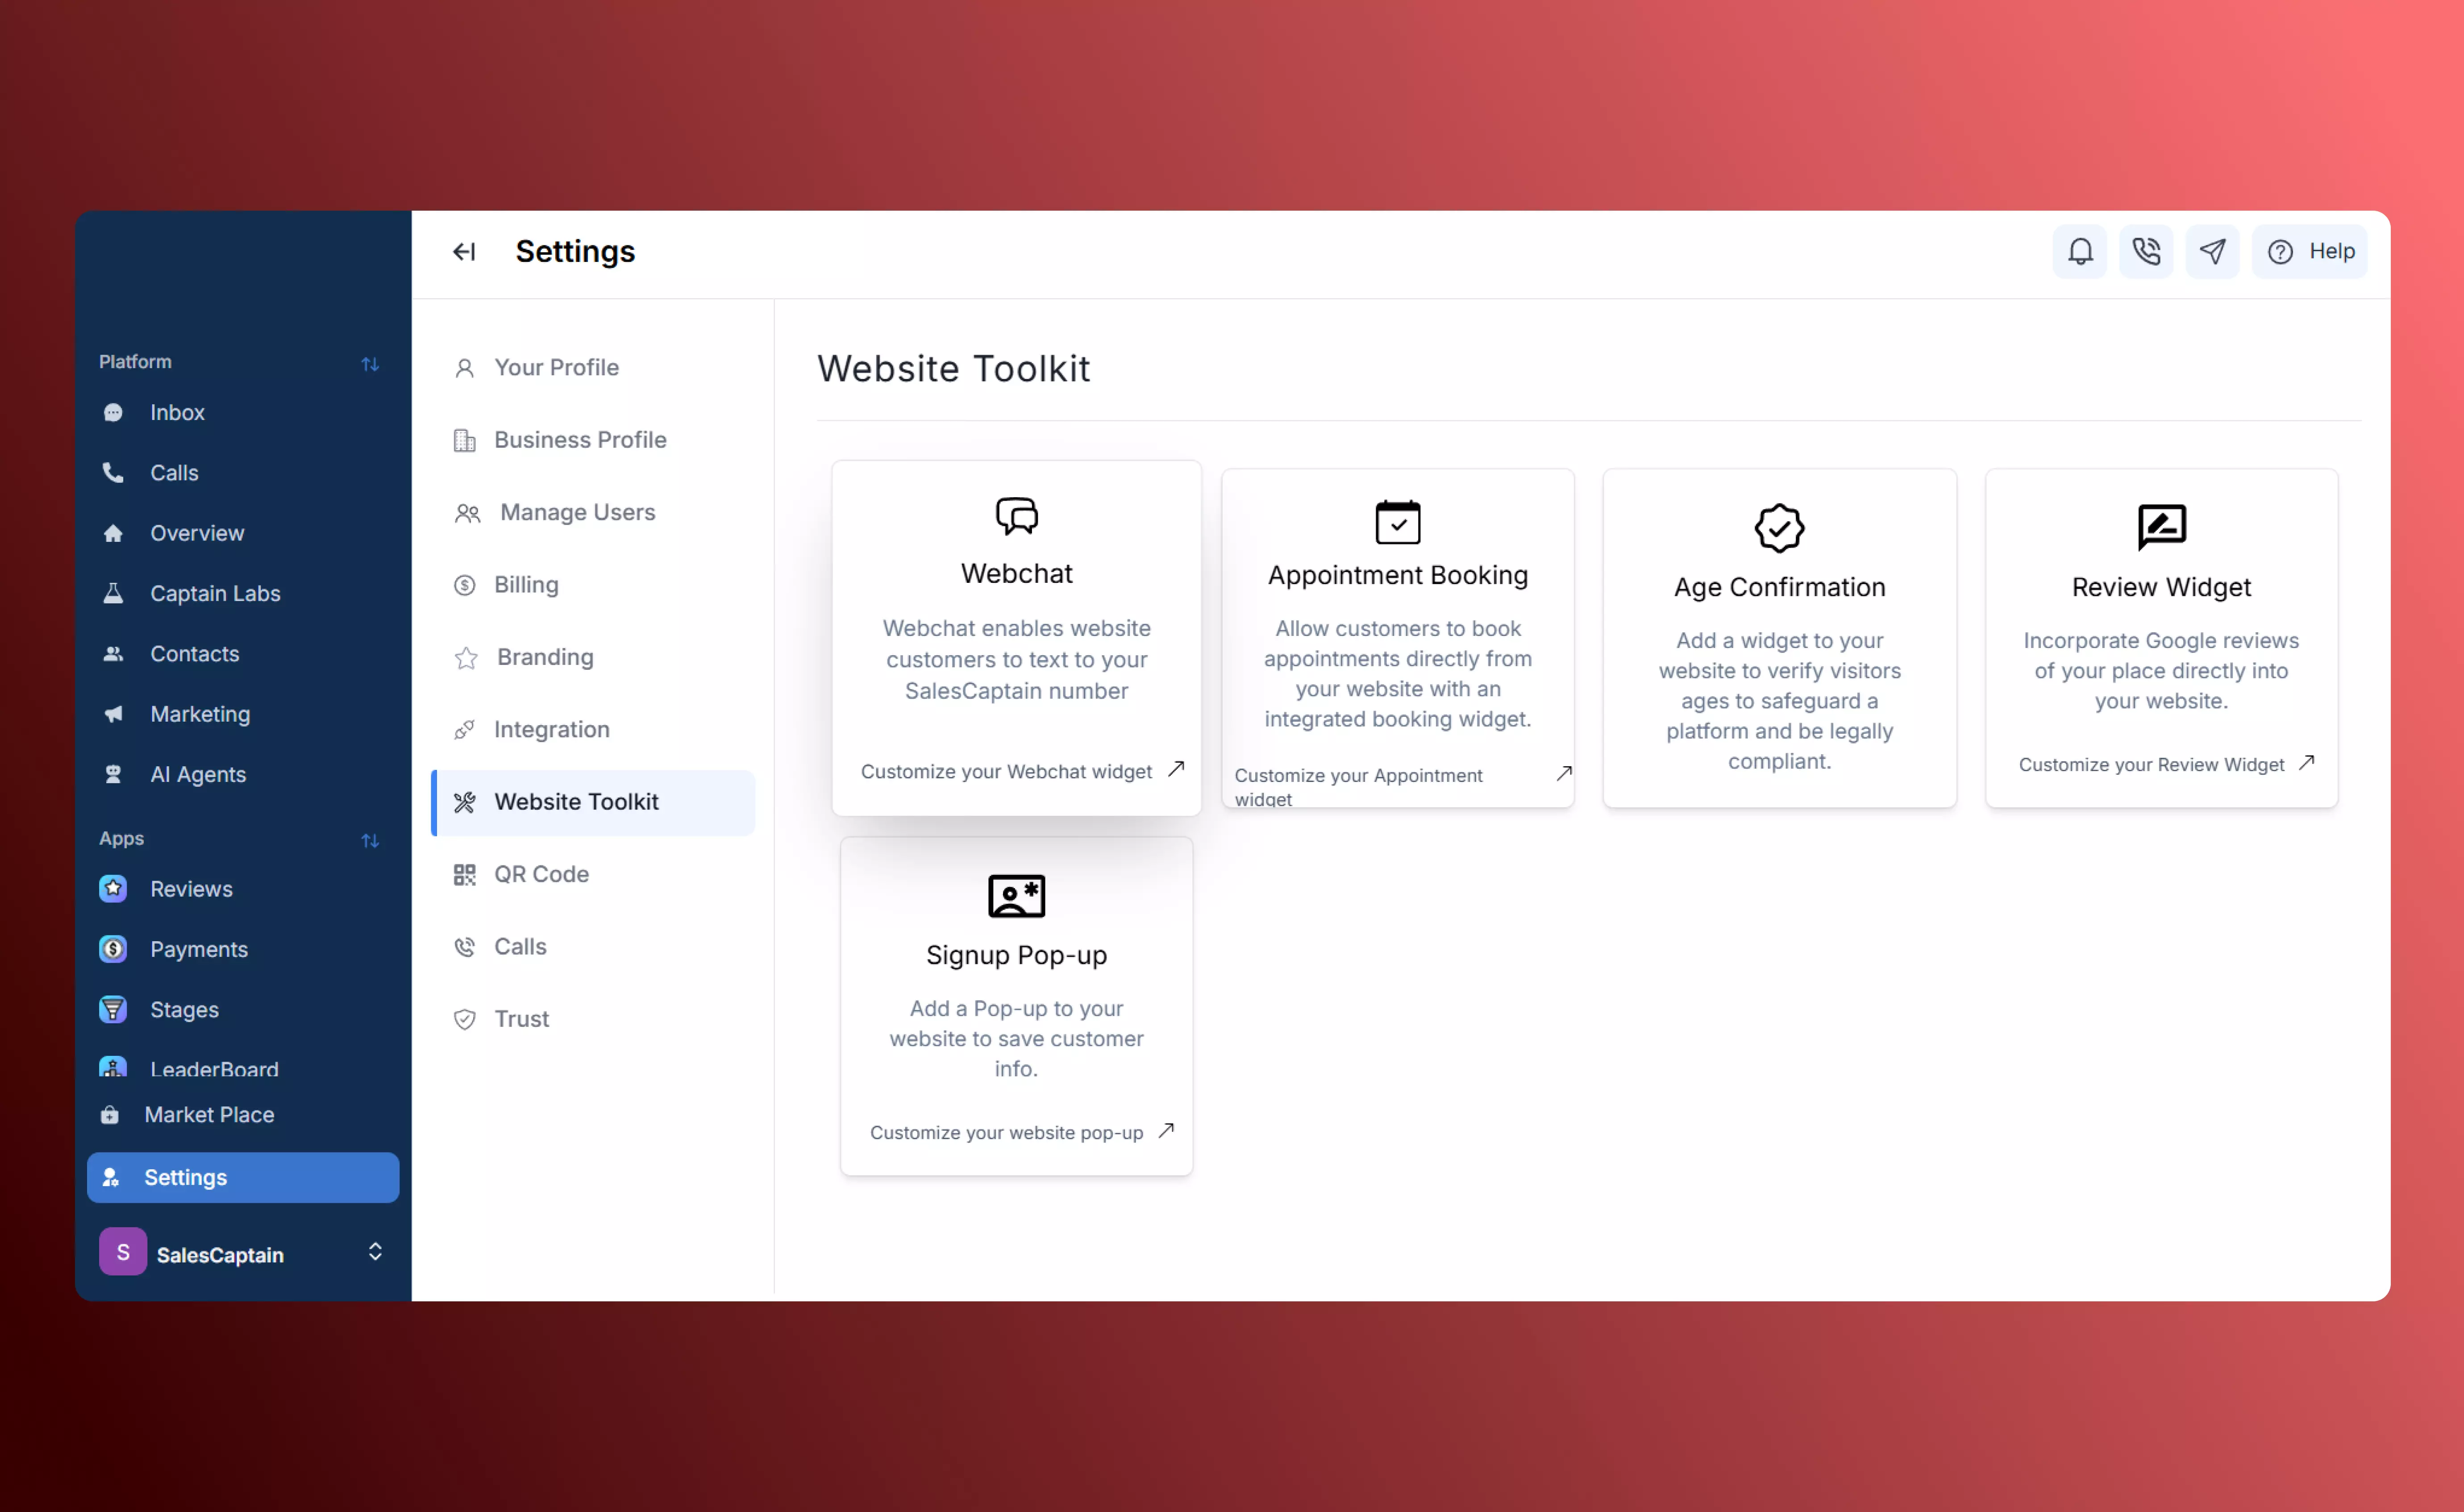 Settings
Help
Platform
Inbox
Calls
Overview
Captain Labs
Contacts
Marketing
AI Agents
Apps
Reviews
Payments
Stages
LeaderBoard
Market Place
Settings
S
SalesCaptain
Your Profile
Business Profile
Manage Users
Billing
Branding
Integration
Website Toolkit
QR Code
Calls
Trust
Website Toolkit
Webchat
Webchat enables website
customers to text to your
SalesCaptain number
Customize your Webchat widget
Appointment Booking
Allow customers to book
appointments directly from
your website with an
integrated booking widget.
Customize your Appointment
widget
Age Confirmation
Add a widget to your
website to verify visitors
ages to safeguard a
platform and be legally
compliant.
Review Widget
Incorporate Google reviews
of your place directly into
your website.
Customize your Review Widget
Signup Pop-up
Add a Pop-up to your
website to save customer
info.
Customize your website pop-up